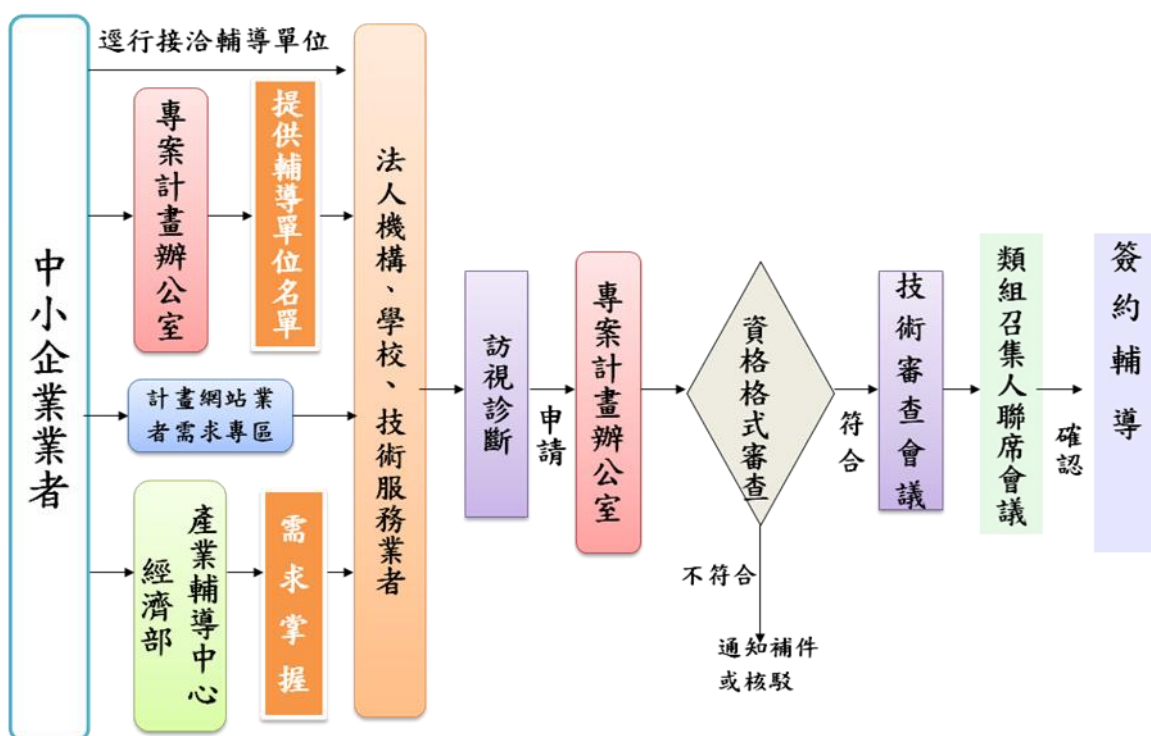 中小企業業者
逕行接洽輔導單位
專案計畫辦公室
提供輔導單位名單
計畫網站業
者需求專區
經濟部
產業輔導中心
需求掌握
法人機構、學校、技術服務業者
訪視診斷
申請
專案計畫辦公室
資格格式審查
不符合
通知補件
或核駁
符合
技術審查會議
類組召集人聯席會議
確認
簽約輔導